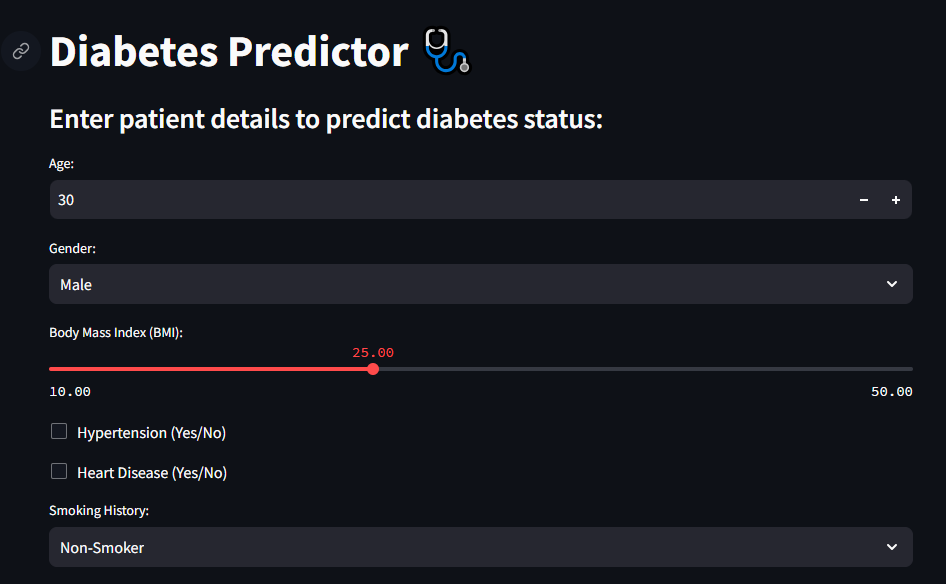 Diabetes Predictor
Enter patient details to predict diabetes status:
Age:
30
Gender:
Male
Body Mass Index (BMI):
25.00
10.00 50.00
Hypertension (Yes/No)
Heart Disease (Yes/No)
Smoking History:
Non-Smoker